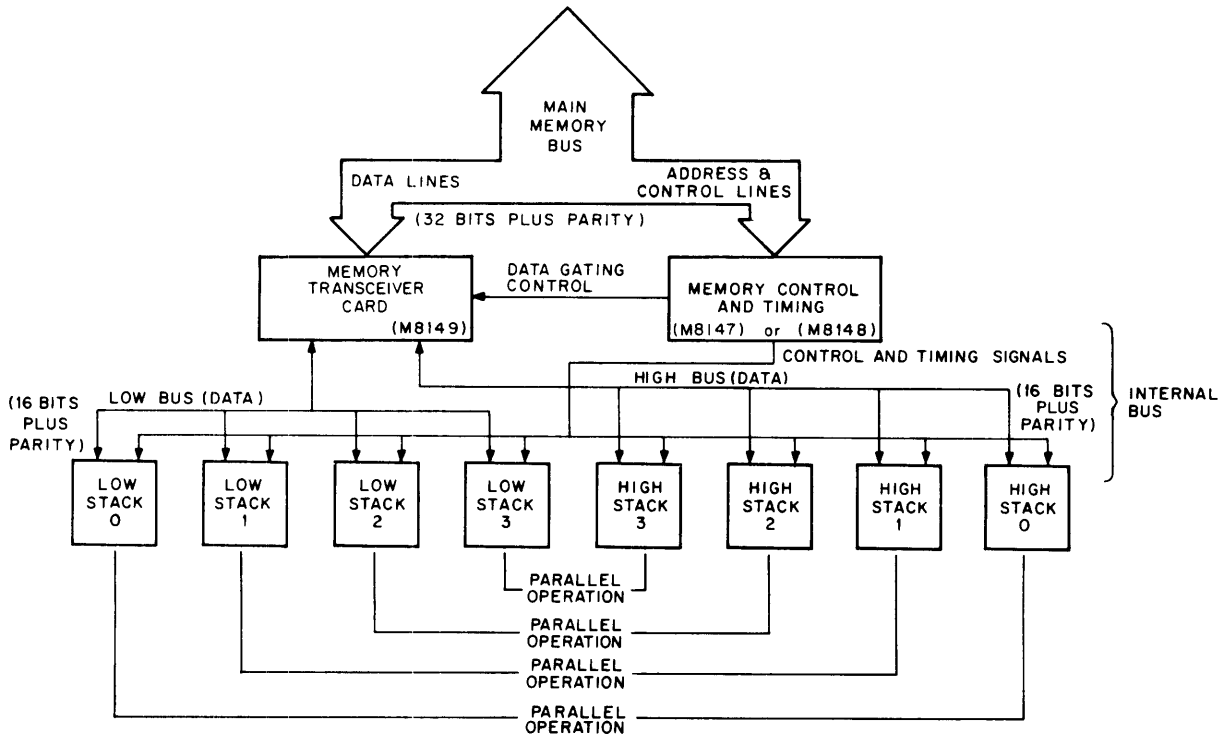 MAIN
MEMORY
BUS
DATA LINES
ADDRESS &
CONTROL LINES
(32 BITS PLUS PARITY)
MEMORY
TRANSCEIVER
CARD
(M8149)
DATA GATING
CONTROL
MEMORY CONTROL
AND TIMING
(M8147) or (M8148)
CONTROL AND TIMING SIGNALS
HIGH BUS (DATA)
LOW BUS (DATA)
(16 BITS
PLUS
PARITY)
(16 BITS
PLUS
PARITY)
INTERNAL
BUS
LOW
STACK
0
LOW
STACK
1
LOW
STACK
2
LOW
STACK
3
HIGH
STACK
3
HIGH
STACK
2
HIGH
STACK
1
HIGH
STACK
0
PARALLEL
OPERATION
PARALLEL
OPERATION
PARALLEL
OPERATION
PARALLEL
OPERATION